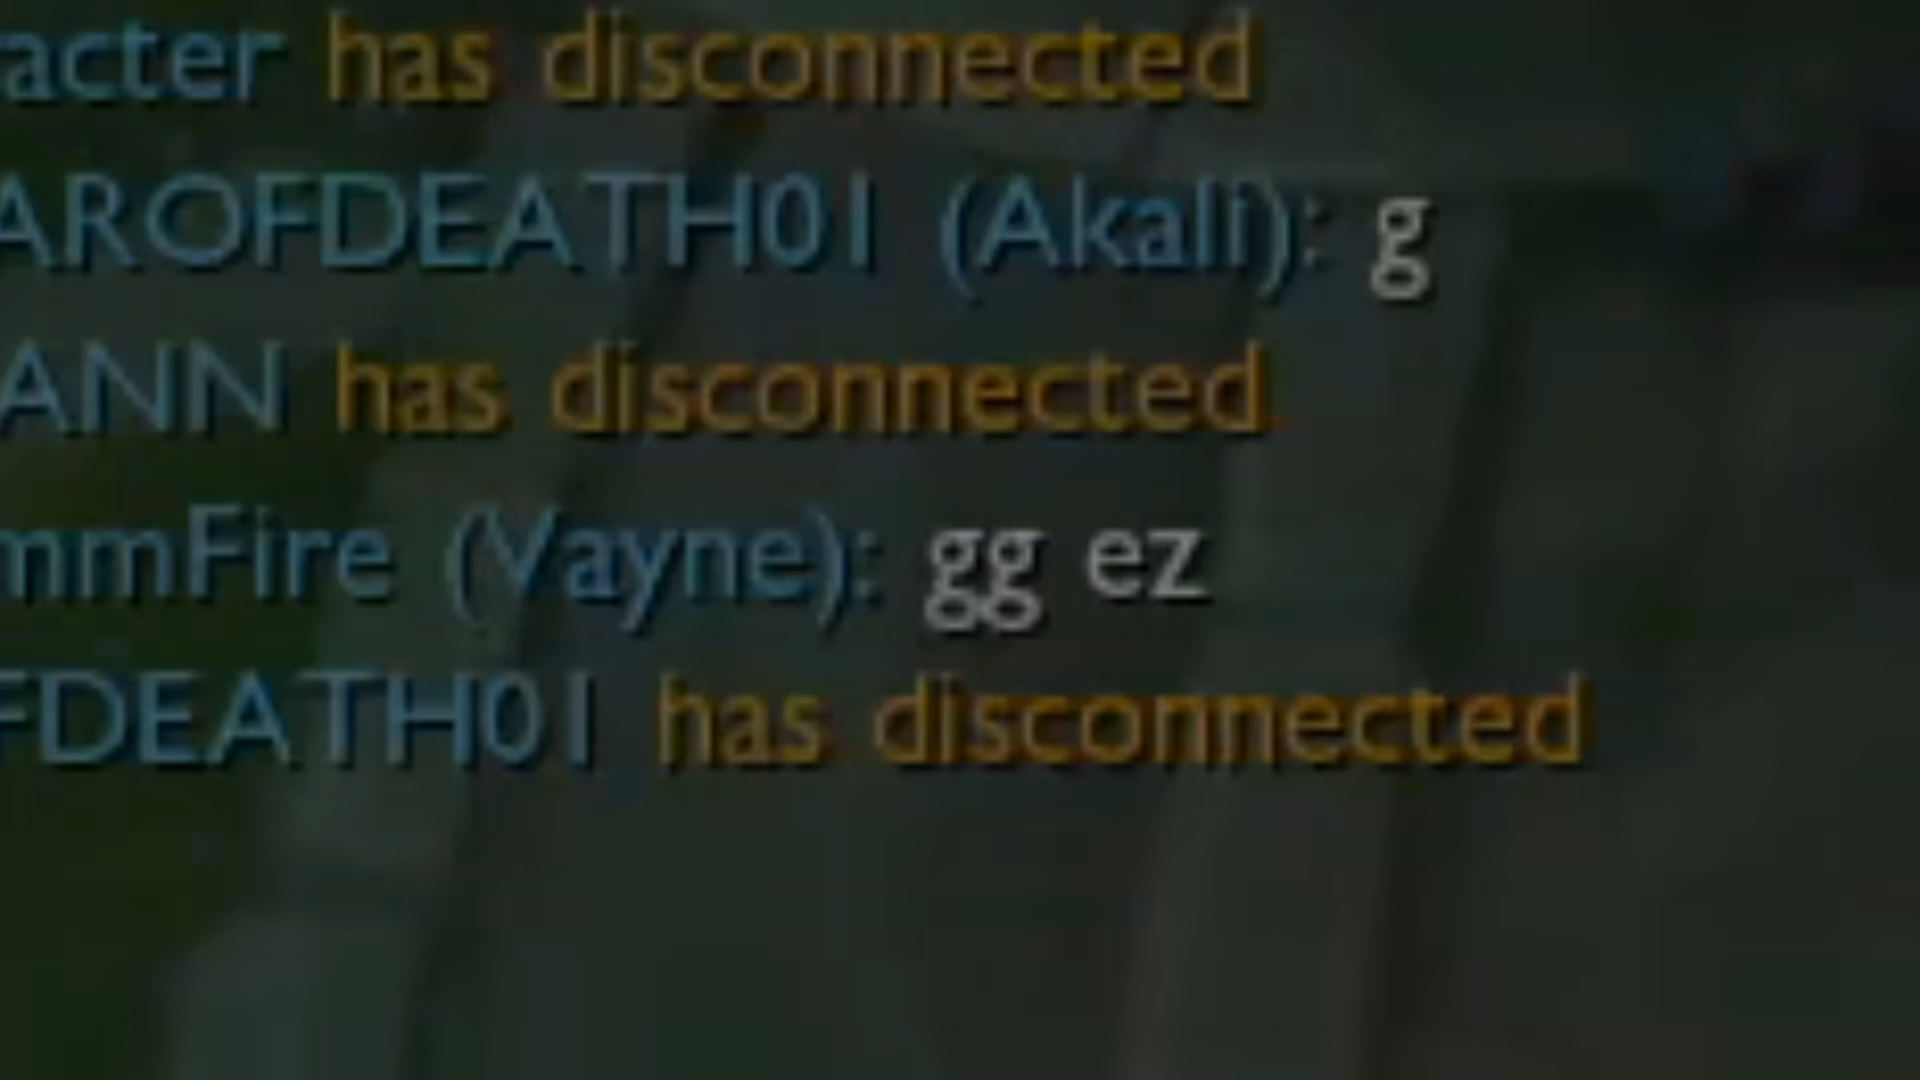 acter has disconnected
AROFDEATH01 (Akali): g
ANN has disconnected
mmFire (Vayne): gg ez
FDEATH01 has disconnected